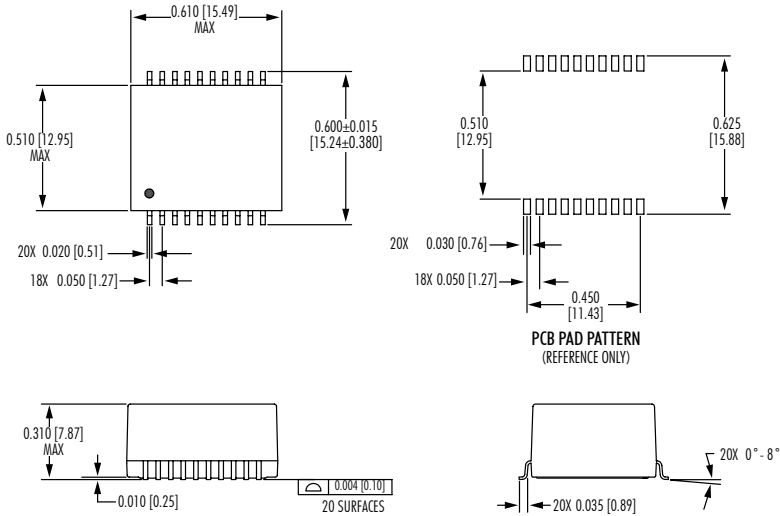 0.610 [15.49]
MAX
0.510 [12.95]
MAX
0.600±0.015
[15.24±0.380]
20X 0.020 [0.51]
18X 0.050 [1.27]
0.510
[12.95]
0.625
[15.88]
20X 0.030 [0.76]
18X 0.050 [1.27]
0.450
[11.43]
PCB PAD PATTERN
(REFERENCE ONLY)
0.310 [7.87]
MAX
0.010 [0.25]
0.004 [0.10]
20 SURFACES
20X 0°-8°
20X 0.035 [0.89]